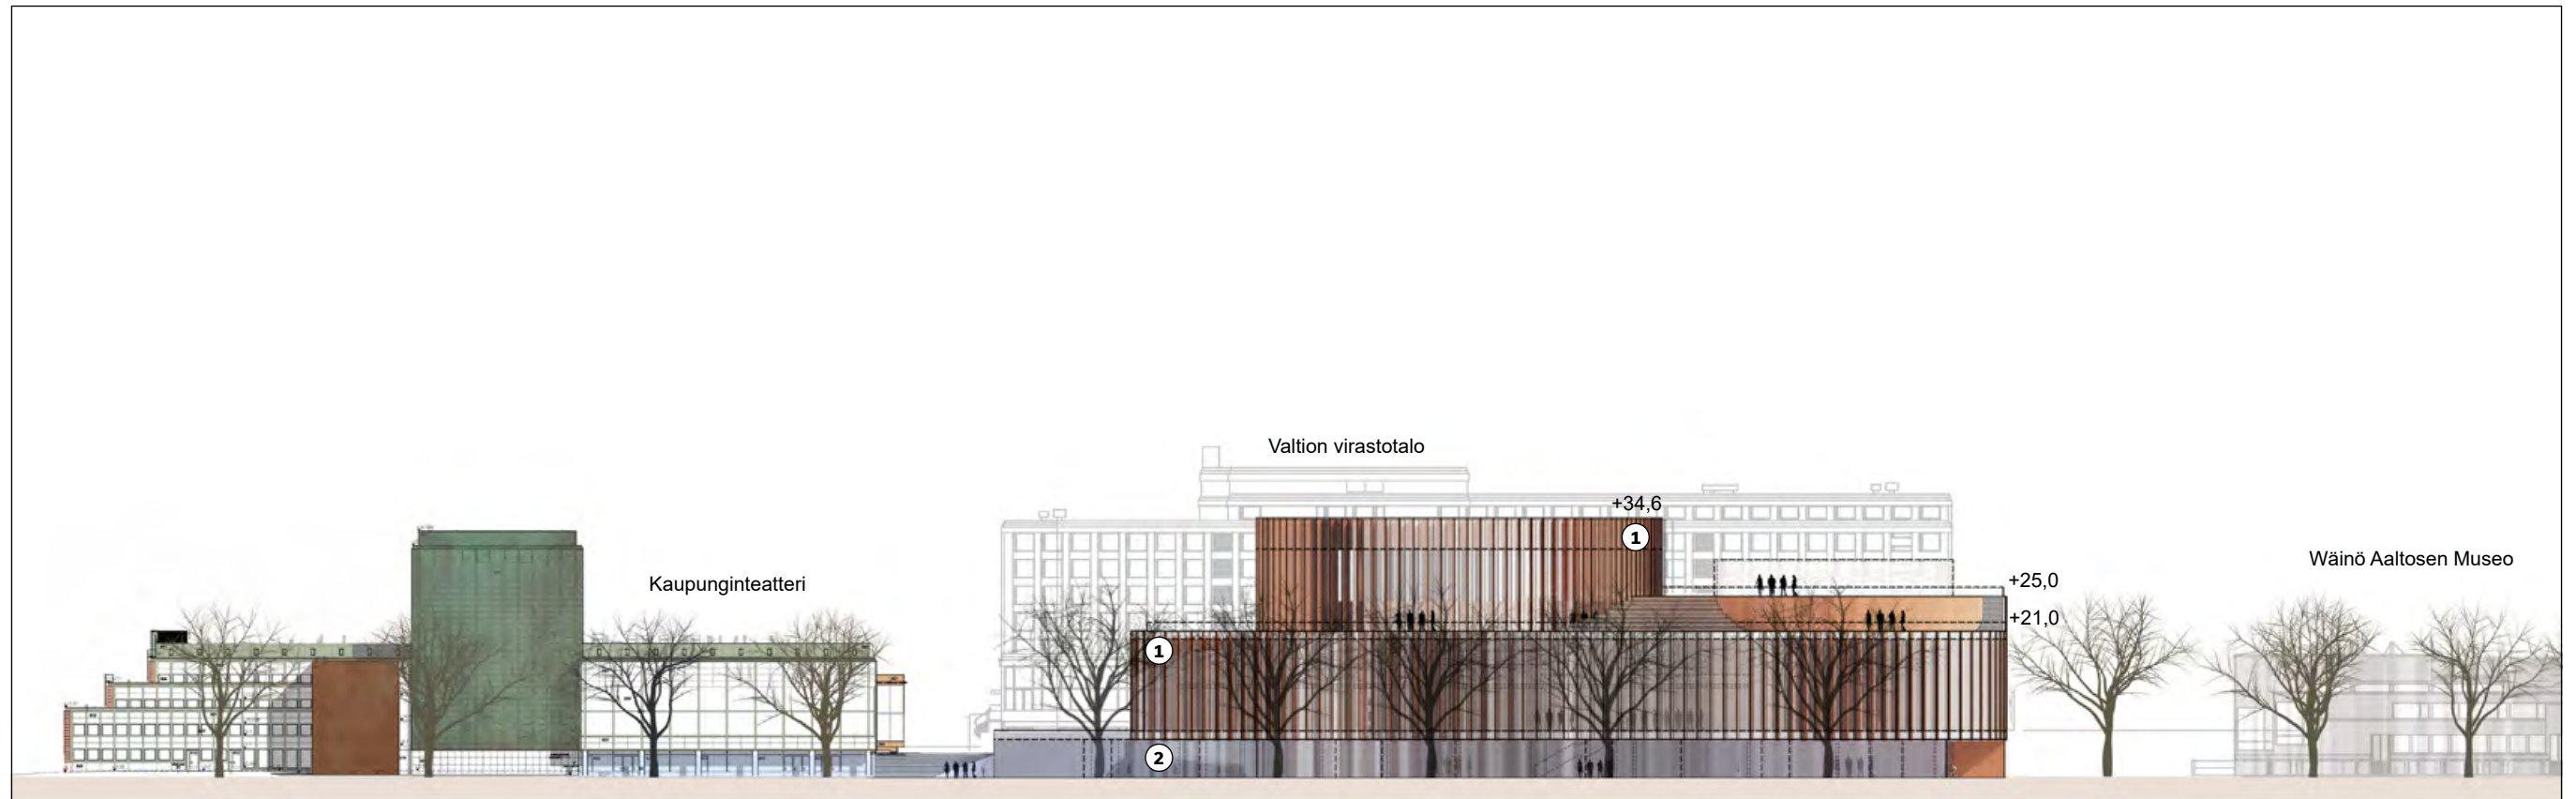 Valtion virastotalo
+34,6
1
Kaupunginteatteri
Wäinö Aaltosen Museo
+25,0
+21,0
1
2